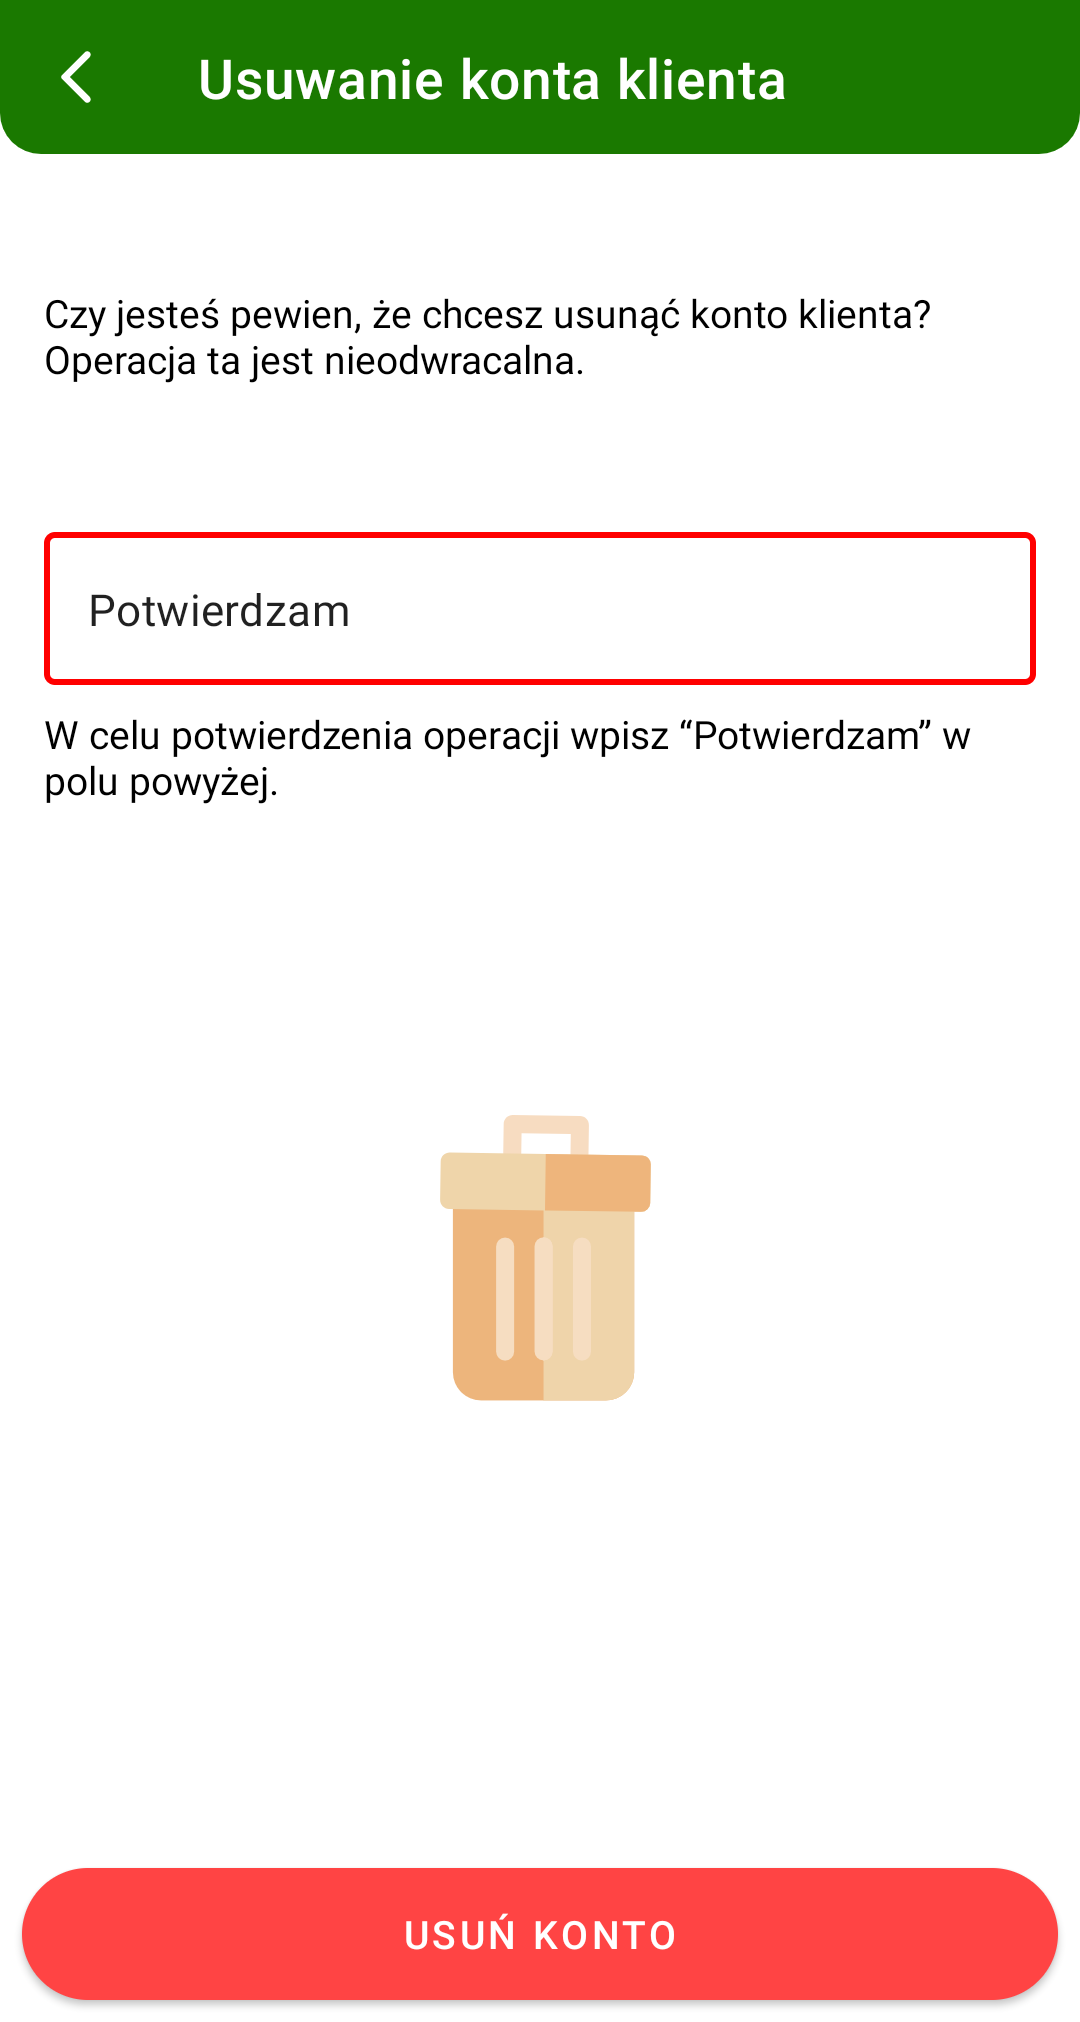 Usuwanie konta klienta
Czy jesteś pewien, że chcesz usunąć konto klienta?
Operacja ta jest nieodwracalna.
Potwierdzam
W celu potwierdzenia operacji wpisz “Potwierdzam” w
polu powyżej.
USUŃ KONTO